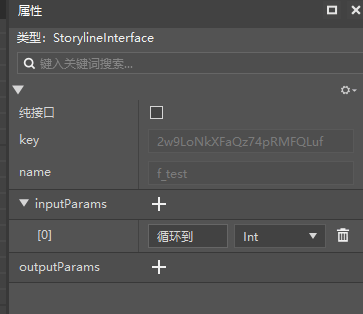 属性
类型：StorylineInterface
键入关键词搜索...
纯接口
key 2w9LoNkXFaQz74pRMFQLuf
name f_test
inputParams
[0] 循环到 Int
outputParams